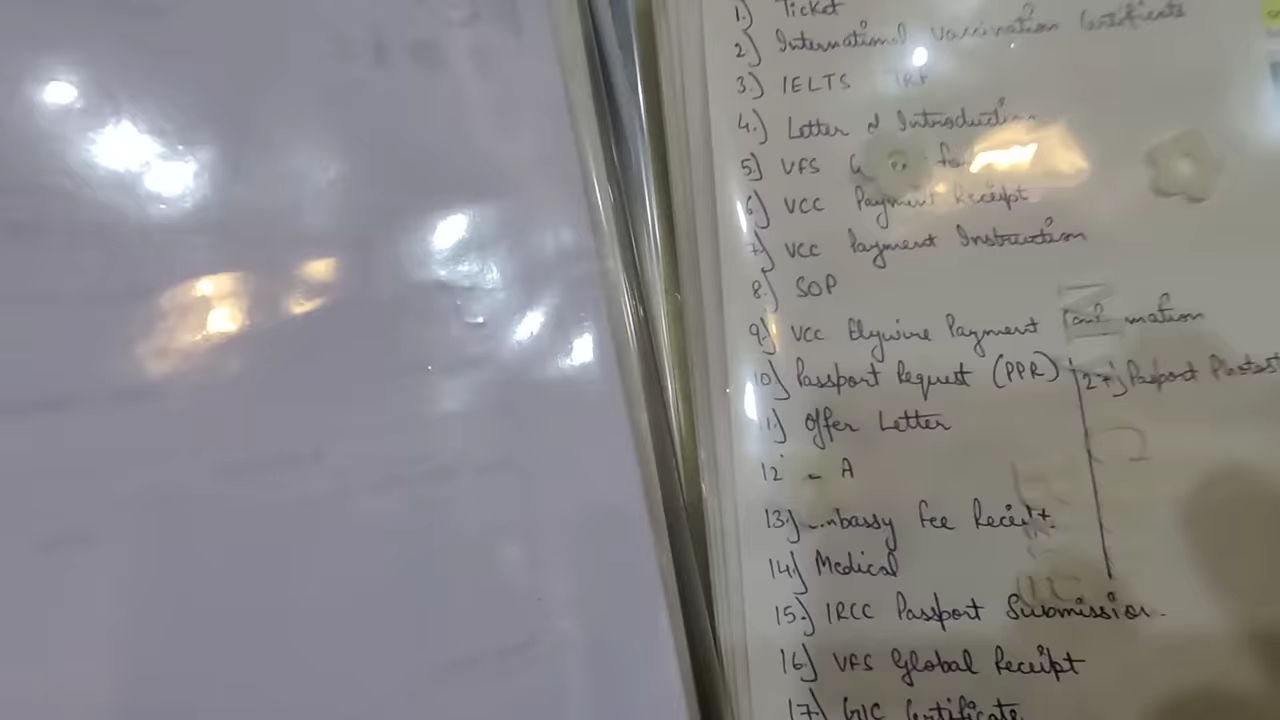 1.) Ticket
2.) International Vaccination Certificate
3.) IELTS TRF
4.) Letter of Introduction
5.) VFS
6.) VCC Payment Receipt
7.) VCC Payment Instruction
8.) SOP
9.) VCC Flywire Payment mation
10.) Passport Request (PPR)
27.) Passport
11.) Offer Letter
12 - A
13.) Embassy Fee Receipt.
14.) Medical
15.) IRCC Passport Submission.
16.) VFS Global Receipt
17.) GIC Certificate